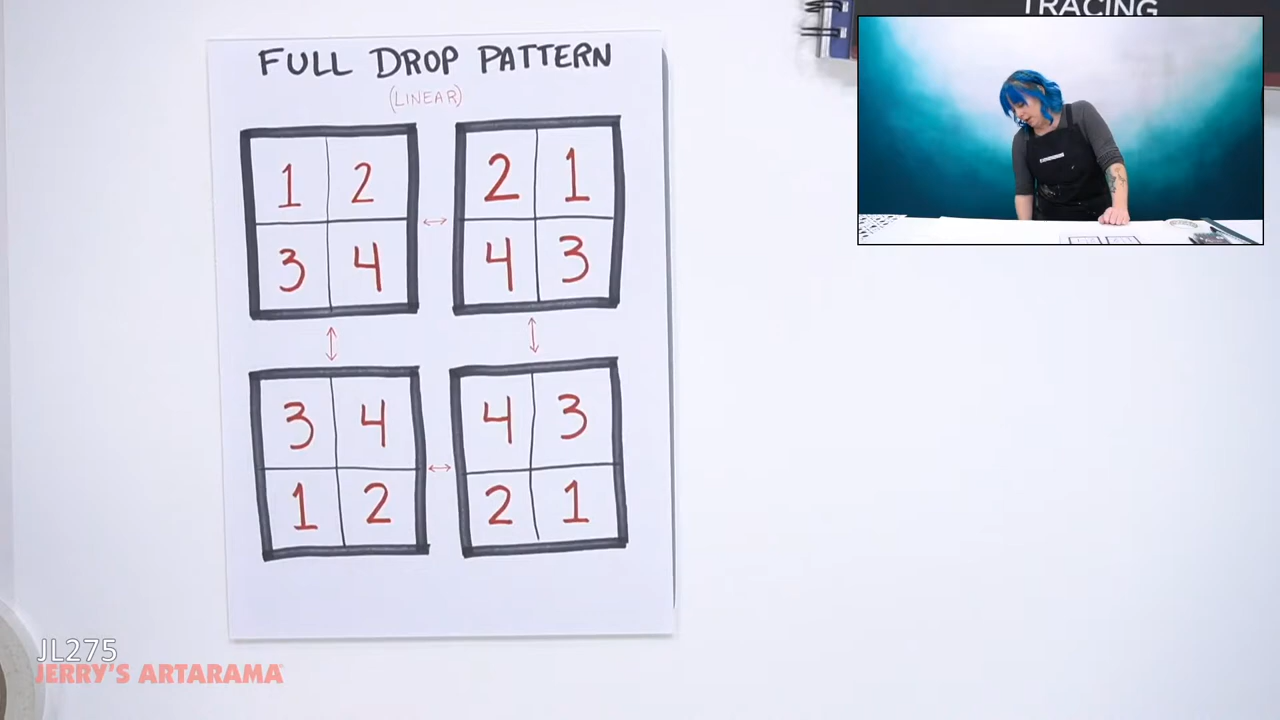 TRACING
FULL DROP PATTERN
(LINEAR)
1 2 2 1
3 4 4 3
3 4 4 3
1 2 2 1
JL275
JERRY'S ARTARAMA